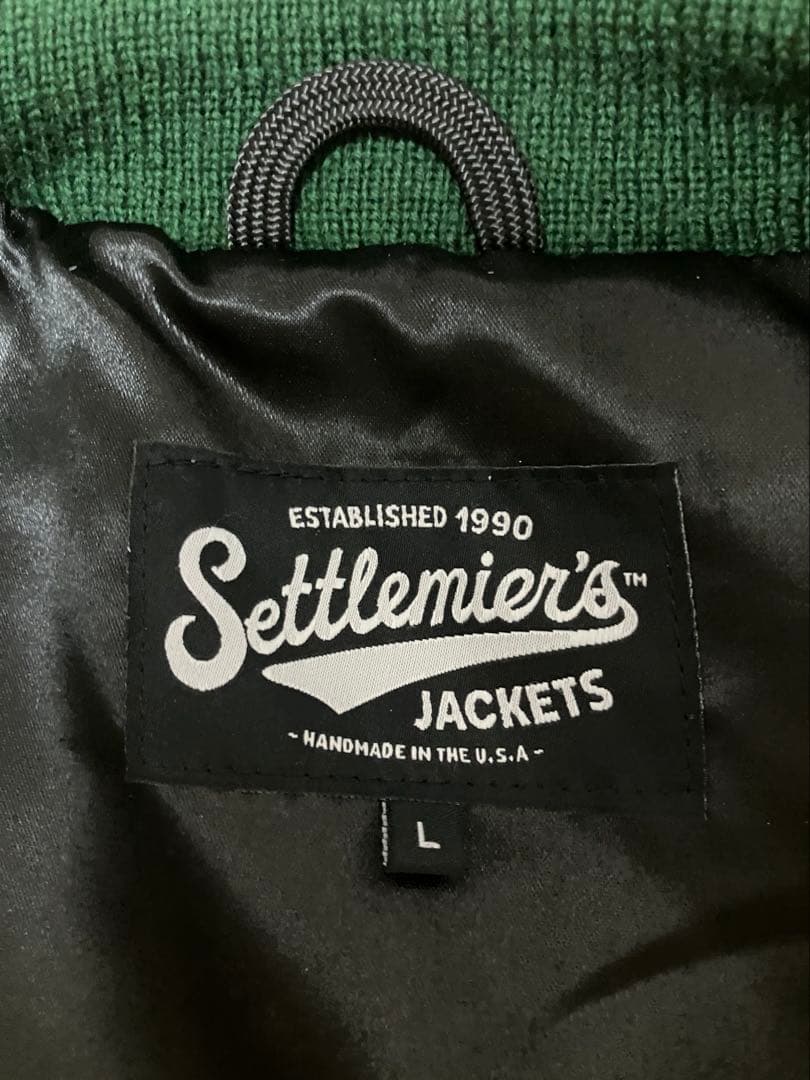 ESTABLISHED 1990
Settlemier's™
JACKETS
~ HANDMADE IN THE U.S.A ~
L